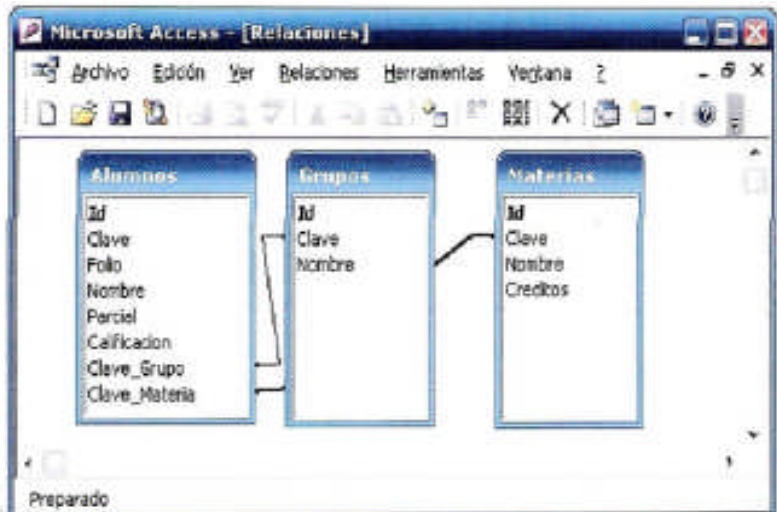 Microsoft Access - [Relaciones]
Archivo Edición Ver Relaciones Herramientas Ventana ?
Alumnos
Id
Clave
Folio
Nombre
Parcial
Calificacion
Clave_Grupo
Clave_Materia
Grupos
Id
Clave
Nombre
Materias
Id
Clave
Nombre
Creditos
Preparado